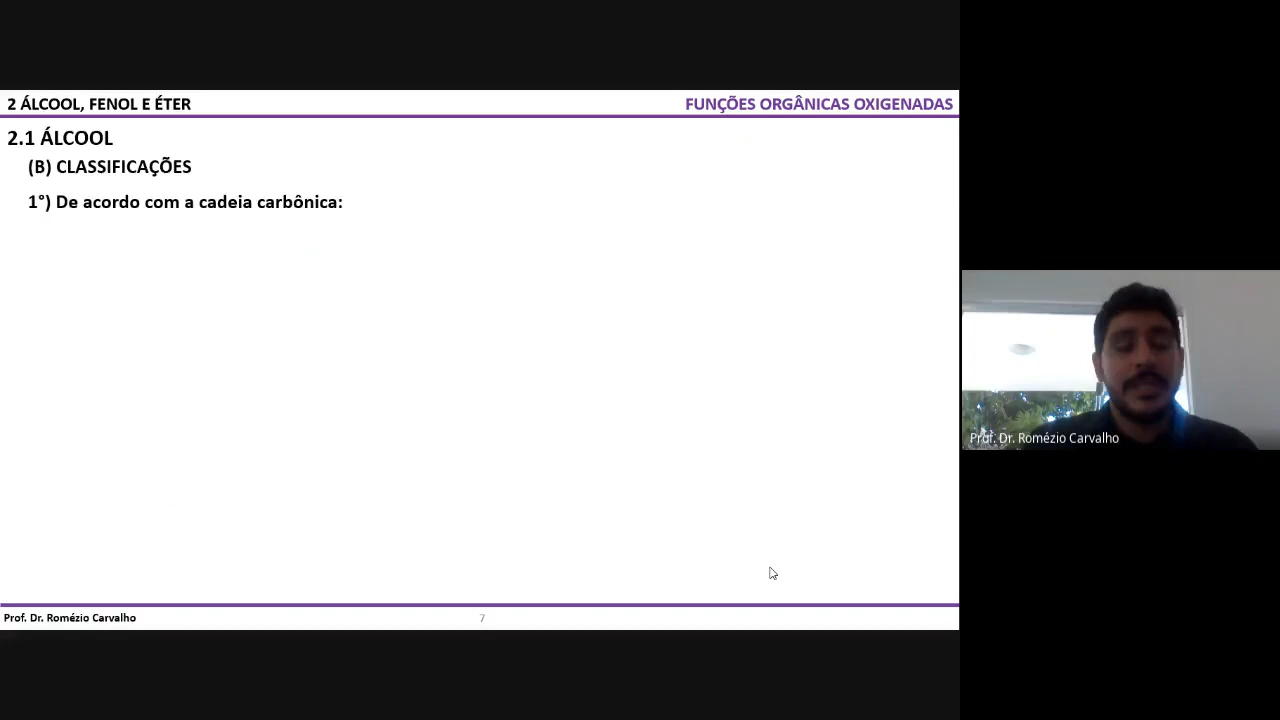 2 ÁLCOOL, FENOL E ÉTER
FUNÇÕES ORGÂNICAS OXIGENADAS
2.1 ÁLCOOL
(B) CLASSIFICAÇÕES
1°) De acordo com a cadeia carbônica:
Prof. Dr. Romézio Carvalho
Prof. Dr. Romézio Carvalho
7